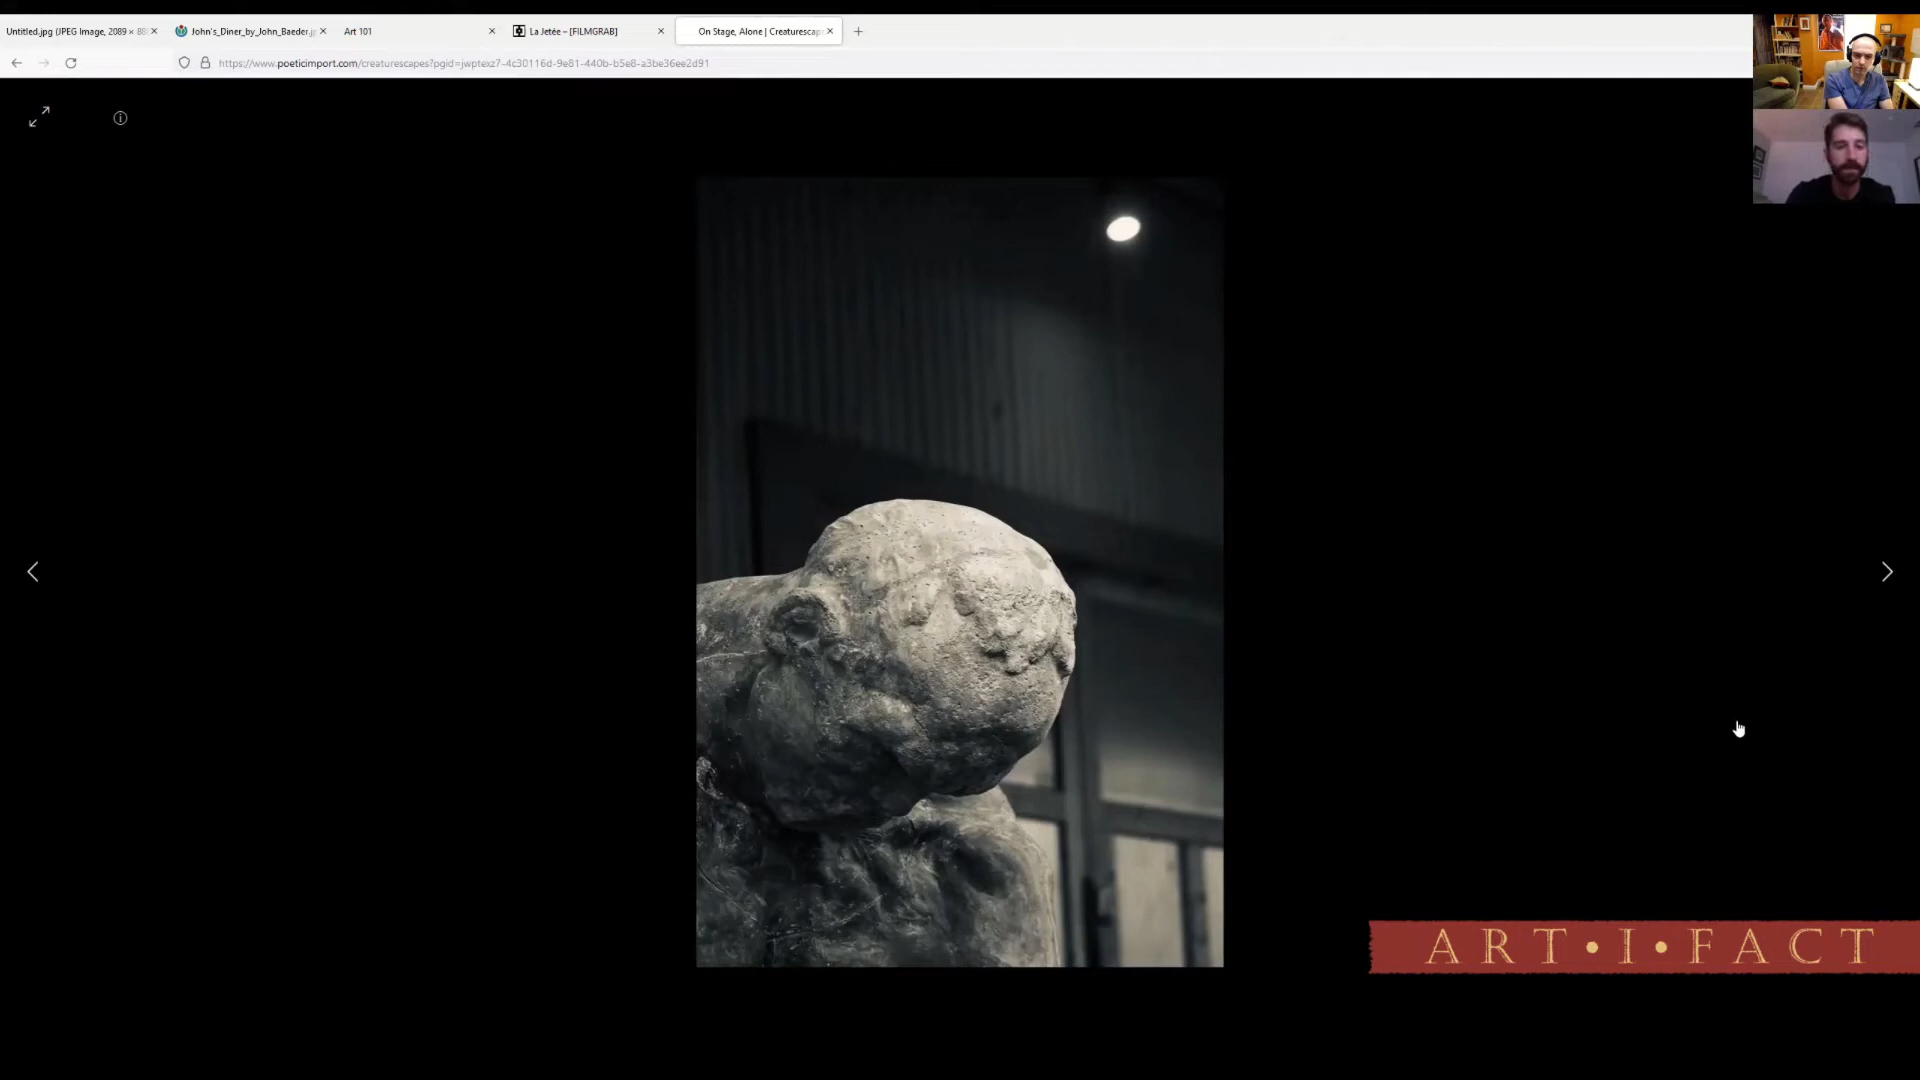 Untitled.jpg (JPEG Image, 2089 × 88
John's_Diner_by_John_Baeder.j
Art 101
La Jetée – [FILMGRAB]
On Stage, Alone | Creaturescap
https://www.poeticimport.com/creaturescapes?pgid=jwptexz7-4c30116d-9e81-440b-b5e8-a3be36ee2d91
ART•I•FACT